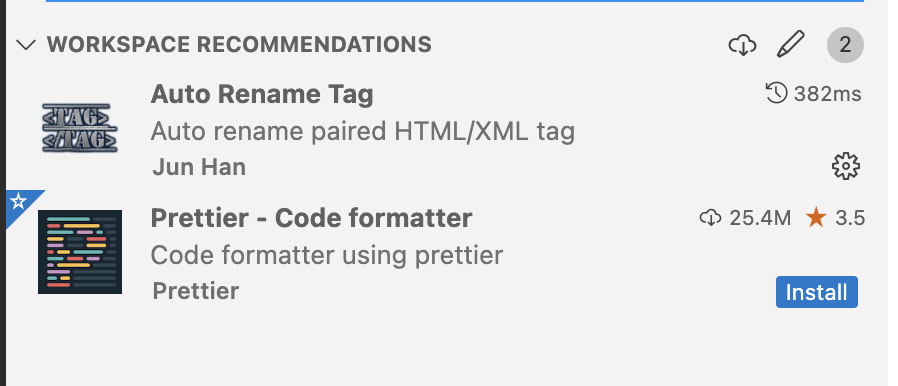 WORKSPACE RECOMMENDATIONS 2
Auto Rename Tag 382ms
Auto rename paired HTML/XML tag
Jun Han
<TAG>
</TAG>
Prettier - Code formatter 25.4M 3.5
Code formatter using prettier
Prettier Install